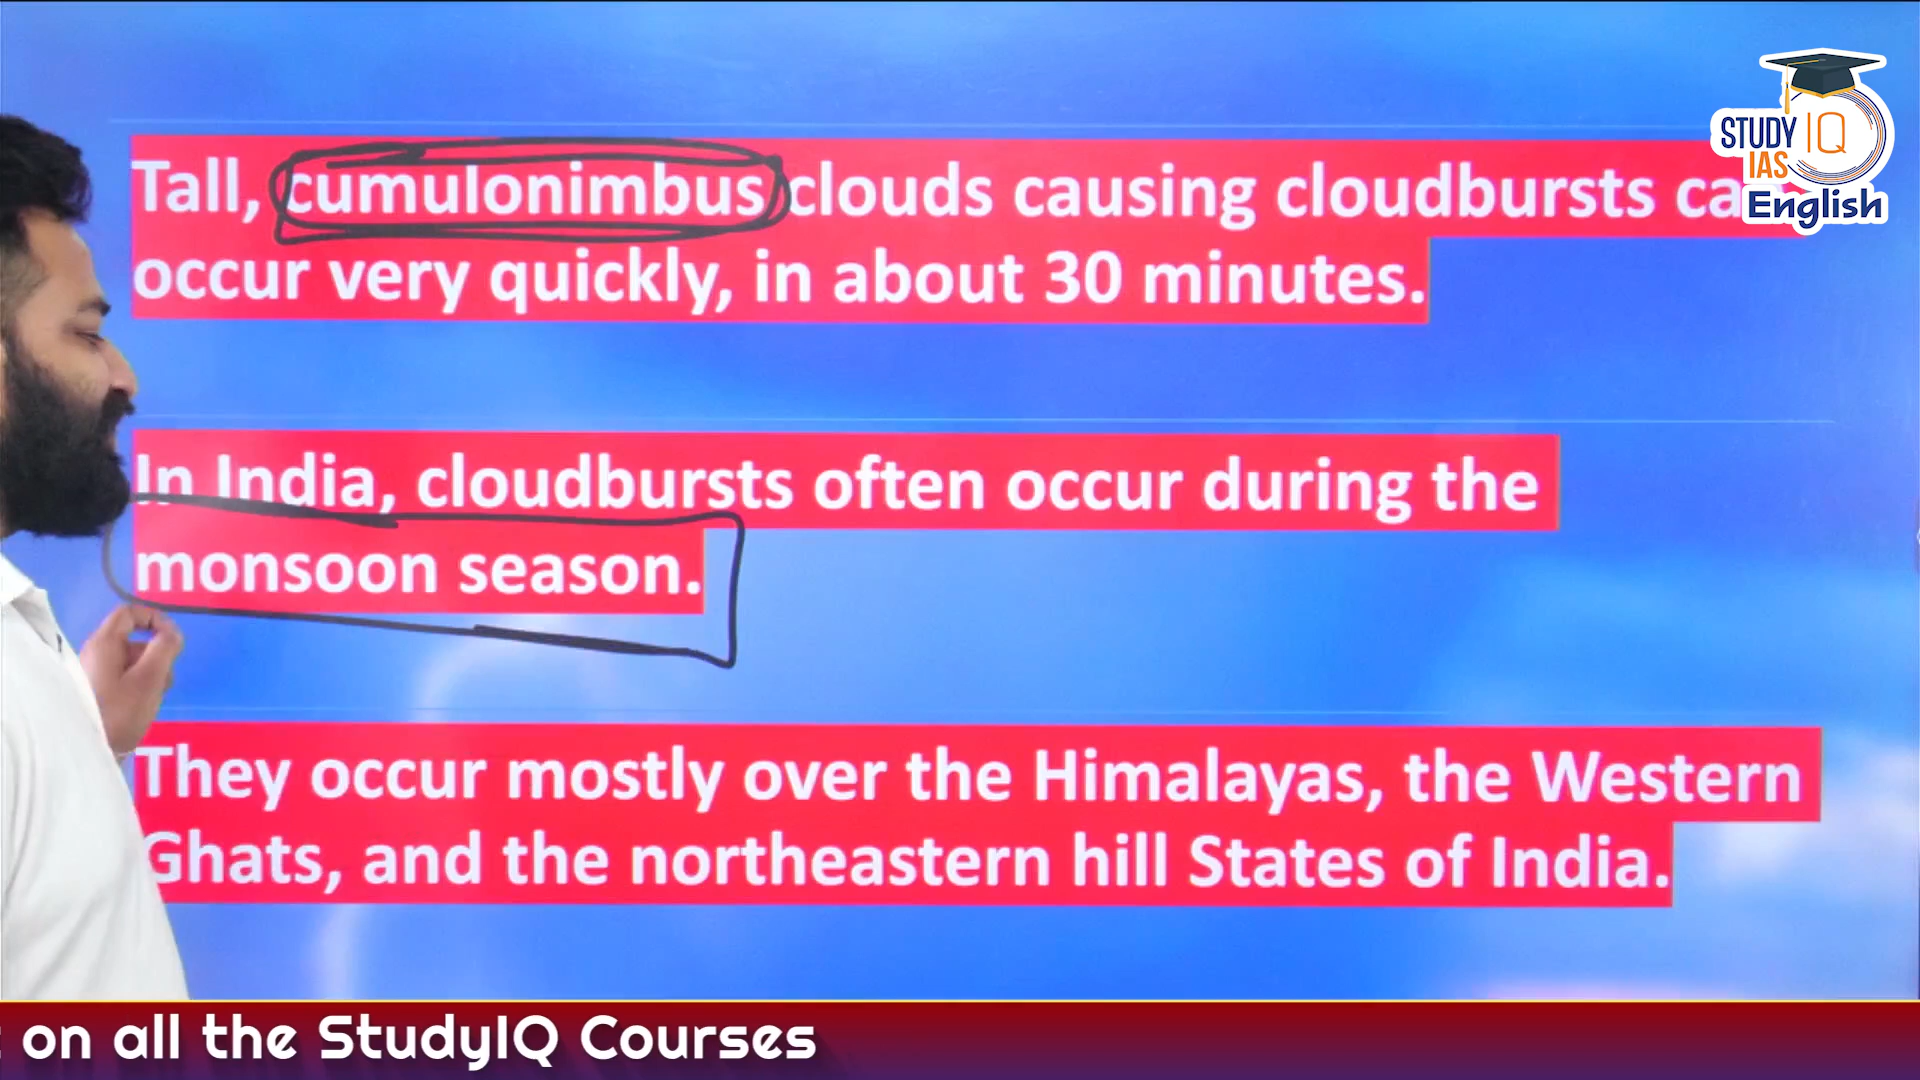 Tall, cumulonimbus clouds causing cloudbursts
occur very quickly, in about 30 minutes.
In India, cloudbursts often occur during the
monsoon season.
They occur mostly over the Himalayas, the Western
Ghats, and the northeastern hill States of India.
on all the StudyIQ Courses
STUDY IQ
IAS
English